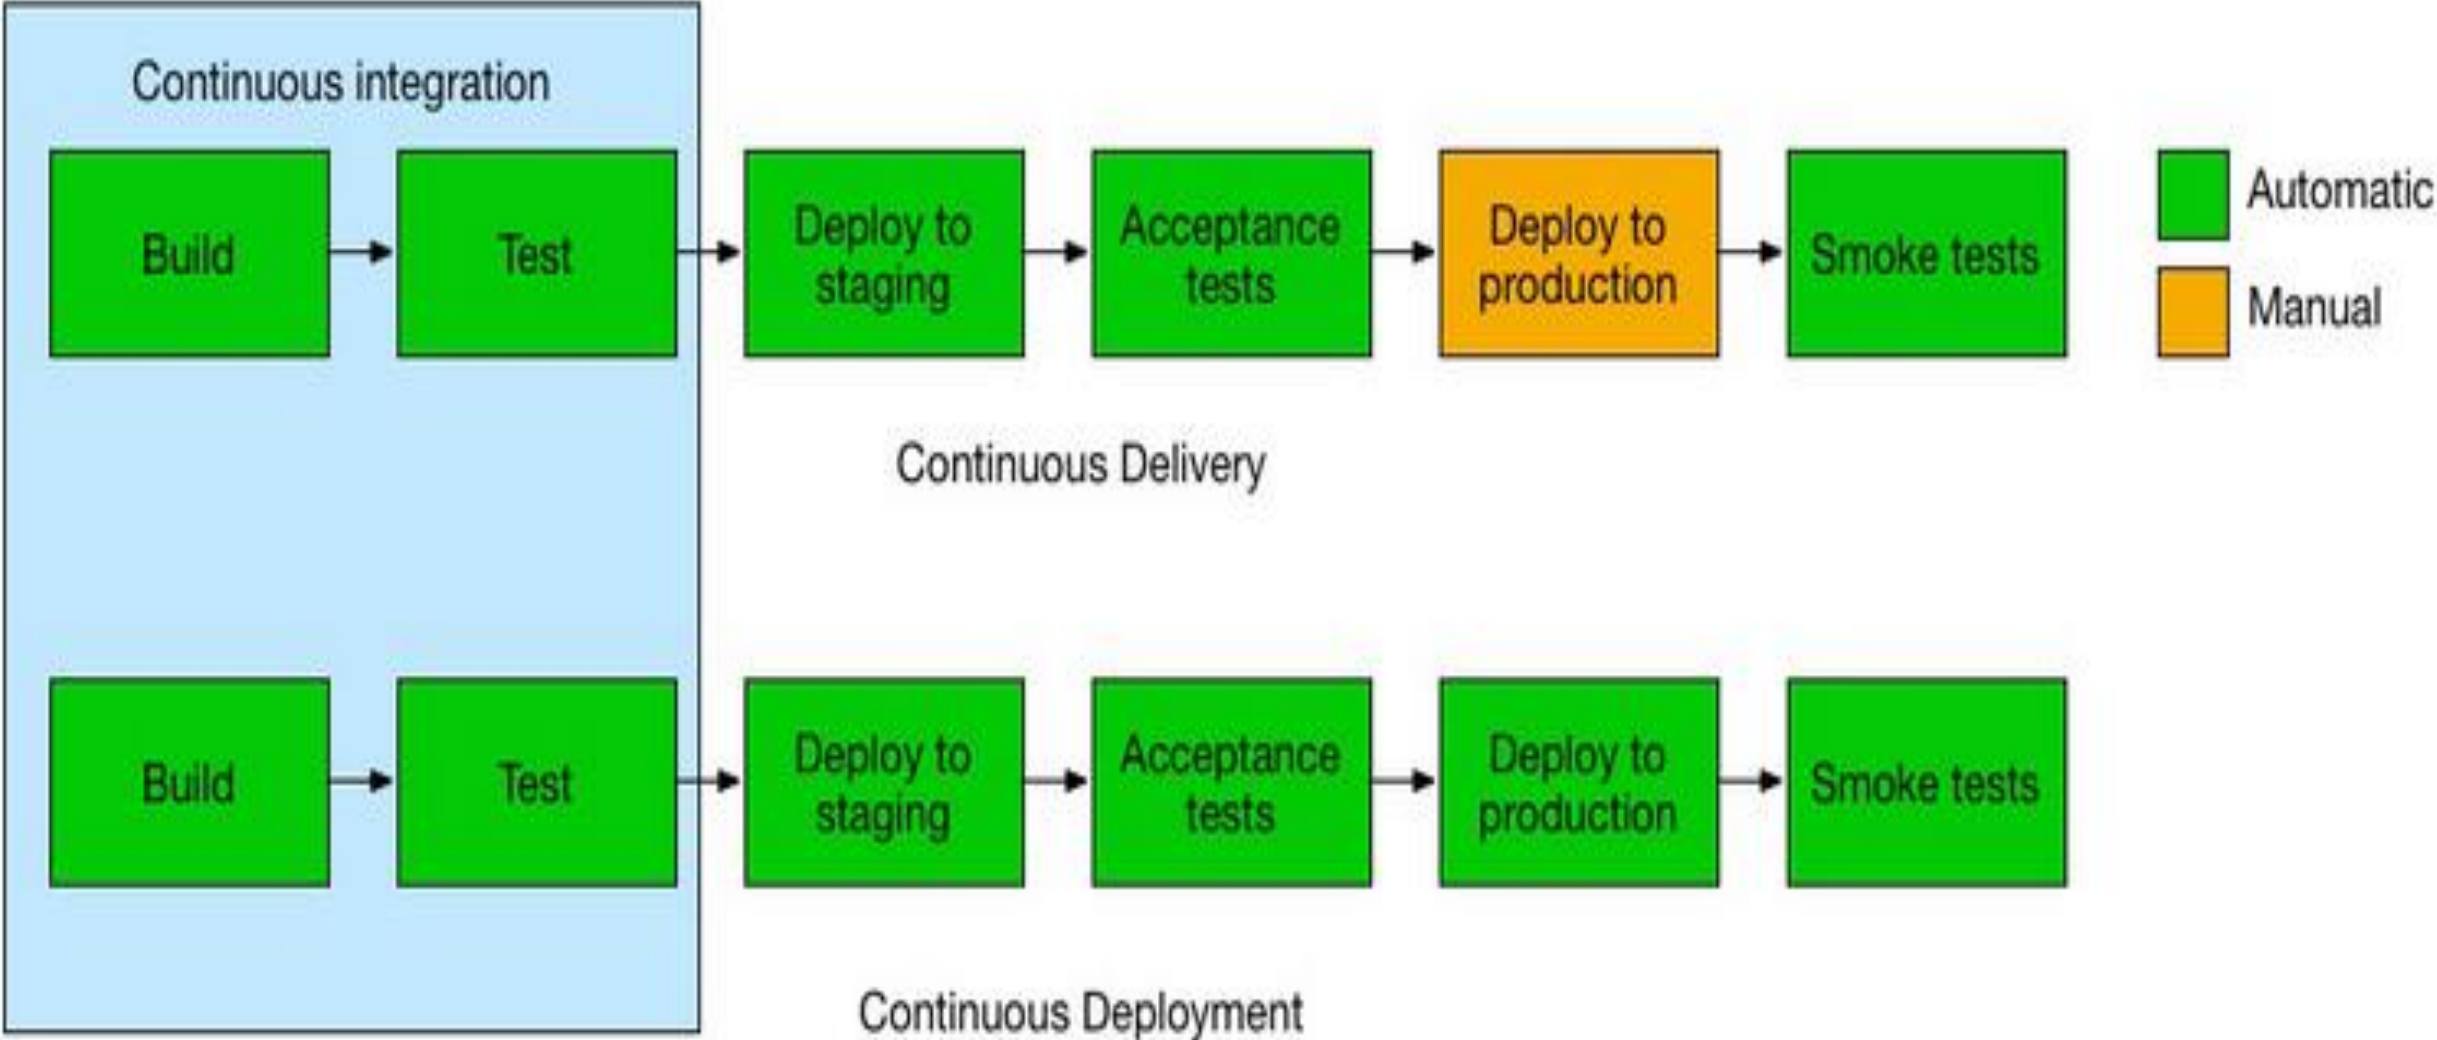 Continuous integration
Build
Test
Deploy to
staging
Acceptance
tests
Deploy to
production
Smoke tests
Automatic
Manual
Continuous Delivery
Build
Test
Deploy to
staging
Acceptance
tests
Deploy to
production
Smoke tests
Continuous Deployment